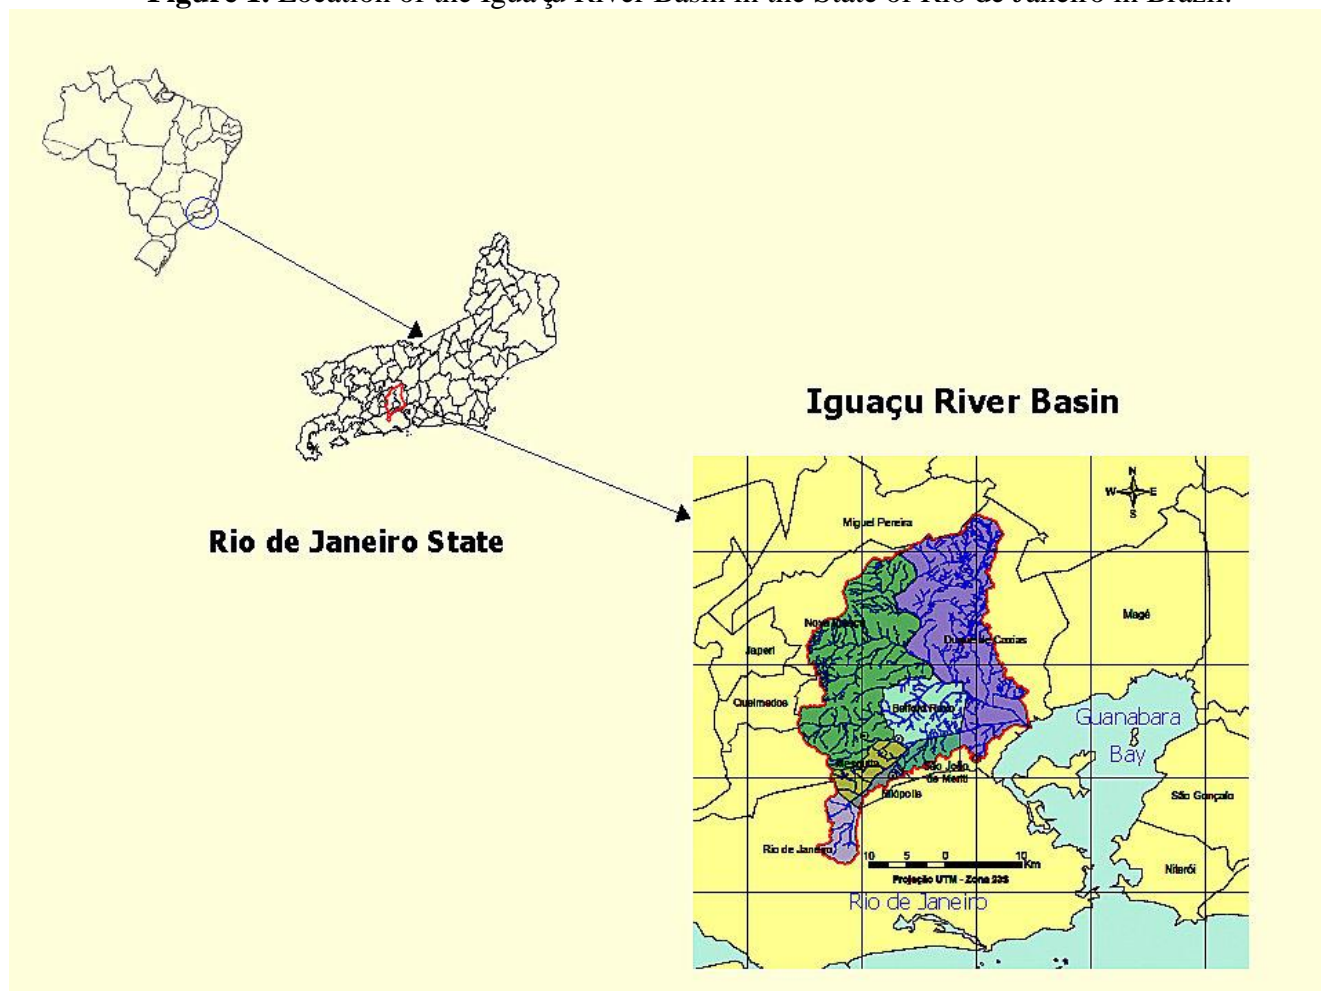 Figure 1. Location of the Iguaçu River Basin in the State of Rio de Janeiro in Brazil.
Iguaçu River Basin
Rio de Janeiro State
N
W E
S
Miguel Pereira
Magé
Nova Iguaçu
Duque de Caxias
Japeri
Queimados
Belford Roxo
Guanabara
Bay
Mesquita
São João
de Meriti
Nilópolis
São Gonçalo
Rio de Janeiro
10 5 0 10
Km
Projeção UTM - Zona 23S
Niterói
Rio de Janeiro